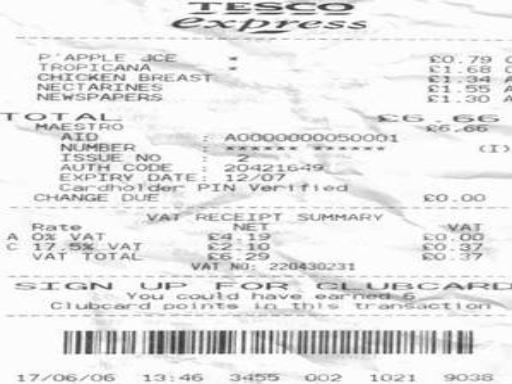 TESCO
express
P'APPLE JCE * £0.79 C
TROPICANA * £1.68 C
CHICKEN BREAST £1.34 A
NECTARINES £1.55 A
NEWSPAPERS £1.30 A
TOTAL £6.66
MAESTRO £6.66
AID : A0000000050001
NUMBER : ****** ****** (I)
ISSUE NO : 2
AUTH CODE : 20421649
EXPIRY DATE: 12/07
Cardholder PIN Verified
CHANGE DUE £0.00
VAT RECEIPT SUMMARY
Rate NET VAT
A 0% VAT £4.19 £0.00
C 17.5% VAT £2.10 £0.37
VAT TOTAL £6.29 £0.37
VAT NO: 220430231
SIGN UP FOR CLUBCARD
You could have earned 6
Clubcard points in this transaction
17/06/06 13:46 3455 002 1021 9038